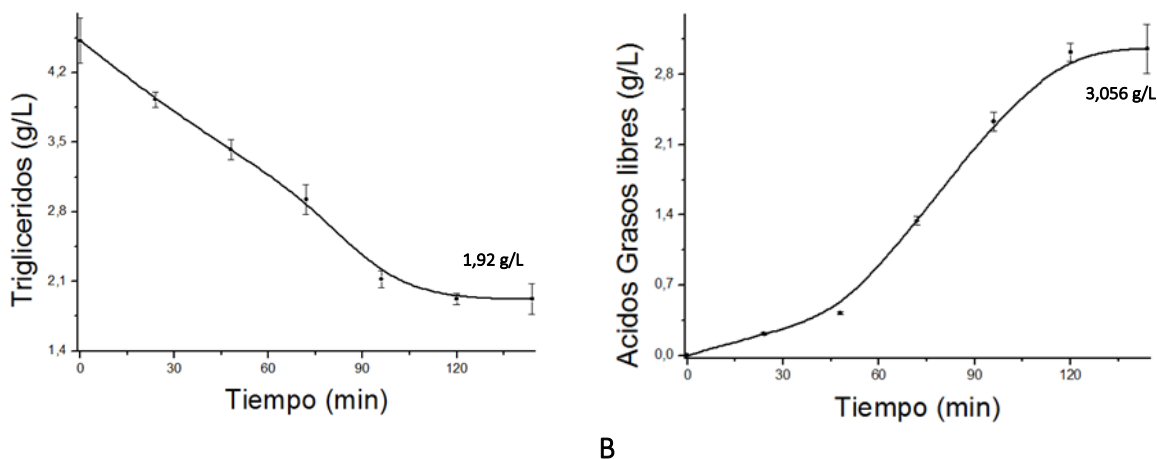 Trigliceridos (g/L)
4,2
3,5
2,8
2,1
1,4
1,92 g/L
0 30 60 90 120
Tiempo (min)
Acidos Grasos libres (g/L)
2,8
2,1
1,4
0,7
0,0
3,056 g/L
0 30 60 90 120
Tiempo (min)
B